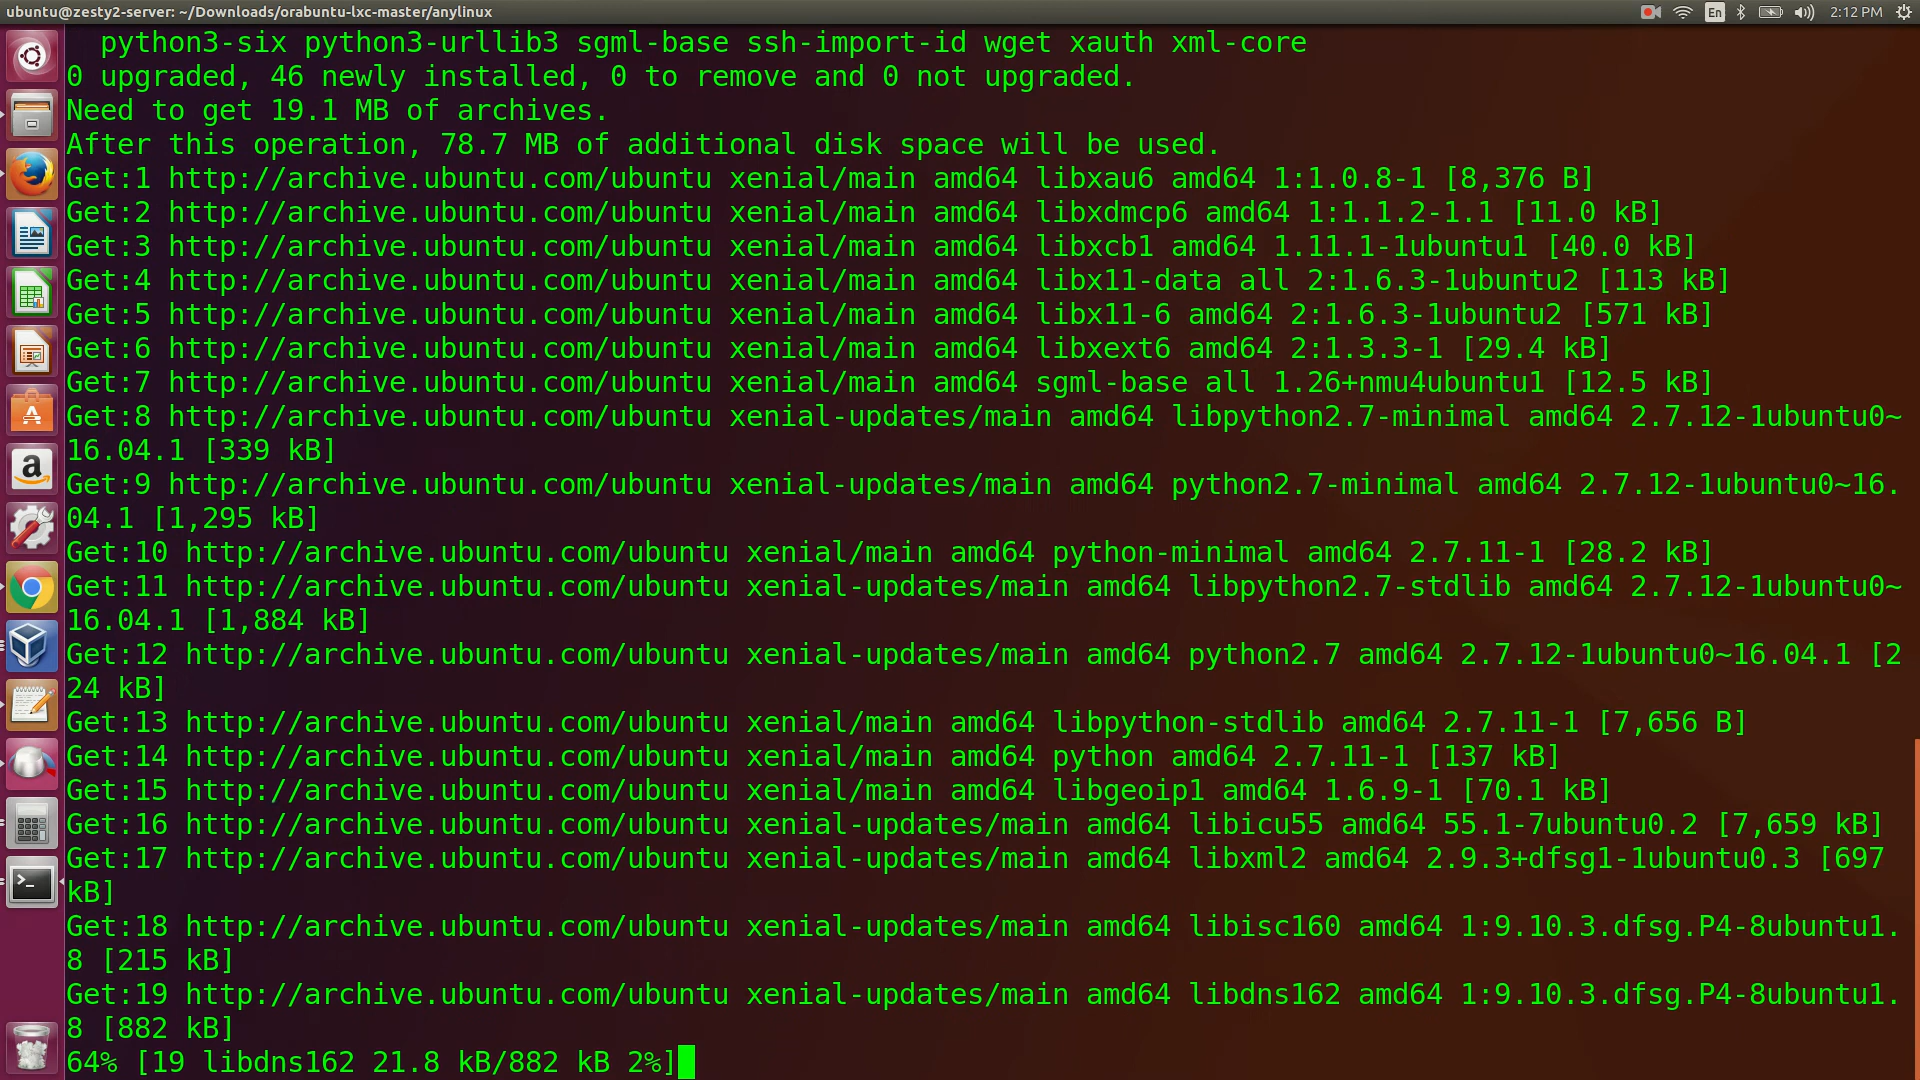 ubuntu@zesty2-server: ~/Downloads/orabuntu-lxc-master/anylinux
En
2:12 PM
python3-six python3-urllib3 sgml-base ssh-import-id wget xauth xml-core
0 upgraded, 46 newly installed, 0 to remove and 0 not upgraded.
Need to get 19.1 MB of archives.
After this operation, 78.7 MB of additional disk space will be used.
Get:1 http://archive.ubuntu.com/ubuntu xenial/main amd64 libxau6 amd64 1:1.0.8-1 [8,376 B]
Get:2 http://archive.ubuntu.com/ubuntu xenial/main amd64 libxdmcp6 amd64 1:1.1.2-1.1 [11.0 kB]
Get:3 http://archive.ubuntu.com/ubuntu xenial/main amd64 libxcb1 amd64 1.11.1-1ubuntu1 [40.0 kB]
Get:4 http://archive.ubuntu.com/ubuntu xenial/main amd64 libx11-data all 2:1.6.3-1ubuntu2 [113 kB]
Get:5 http://archive.ubuntu.com/ubuntu xenial/main amd64 libx11-6 amd64 2:1.6.3-1ubuntu2 [571 kB]
Get:6 http://archive.ubuntu.com/ubuntu xenial/main amd64 libxext6 amd64 2:1.3.3-1 [29.4 kB]
Get:7 http://archive.ubuntu.com/ubuntu xenial/main amd64 sgml-base all 1.26+nmu4ubuntu1 [12.5 kB]
Get:8 http://archive.ubuntu.com/ubuntu xenial-updates/main amd64 libpython2.7-minimal amd64 2.7.12-1ubuntu0~
16.04.1 [339 kB]
Get:9 http://archive.ubuntu.com/ubuntu xenial-updates/main amd64 python2.7-minimal amd64 2.7.12-1ubuntu0~16.
04.1 [1,295 kB]
Get:10 http://archive.ubuntu.com/ubuntu xenial/main amd64 python-minimal amd64 2.7.11-1 [28.2 kB]
Get:11 http://archive.ubuntu.com/ubuntu xenial-updates/main amd64 libpython2.7-stdlib amd64 2.7.12-1ubuntu0~
16.04.1 [1,884 kB]
Get:12 http://archive.ubuntu.com/ubuntu xenial-updates/main amd64 python2.7 amd64 2.7.12-1ubuntu0~16.04.1 [2
24 kB]
Get:13 http://archive.ubuntu.com/ubuntu xenial/main amd64 libpython-stdlib amd64 2.7.11-1 [7,656 B]
Get:14 http://archive.ubuntu.com/ubuntu xenial/main amd64 python amd64 2.7.11-1 [137 kB]
Get:15 http://archive.ubuntu.com/ubuntu xenial/main amd64 libgeoip1 amd64 1.6.9-1 [70.1 kB]
Get:16 http://archive.ubuntu.com/ubuntu xenial-updates/main amd64 libicu55 amd64 55.1-7ubuntu0.2 [7,659 kB]
Get:17 http://archive.ubuntu.com/ubuntu xenial-updates/main amd64 libxml2 amd64 2.9.3+dfsg1-1ubuntu0.3 [697
kB]
Get:18 http://archive.ubuntu.com/ubuntu xenial-updates/main amd64 libisc160 amd64 1:9.10.3.dfsg.P4-8ubuntu1.
8 [215 kB]
Get:19 http://archive.ubuntu.com/ubuntu xenial-updates/main amd64 libdns162 amd64 1:9.10.3.dfsg.P4-8ubuntu1.
8 [882 kB]
64% [19 libdns162 21.8 kB/882 kB 2%]